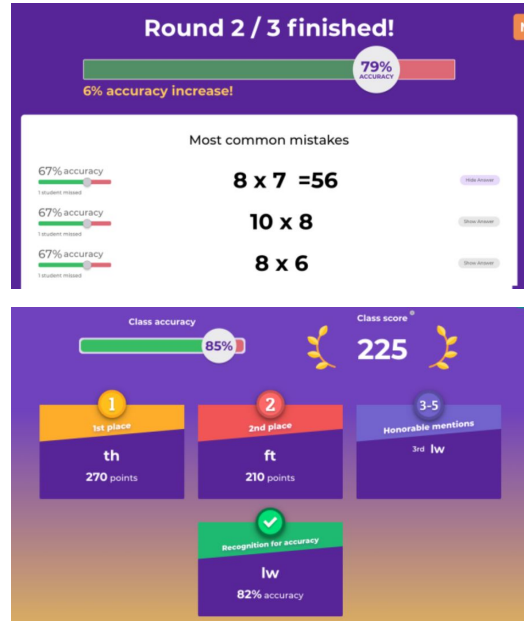 Round 2 / 3 finished!
79%
ACCURACY
6% accuracy increase!
Most common mistakes
67% accuracy
1 student missed
8 x 7 =56
Hide Answer
67% accuracy
1 student missed
10 x 8
Show Answer
67% accuracy
1 student missed
8 x 6
Show Answer
Class accuracy
85%
Class score
225
1
1st place
th
270 points
2
2nd place
ft
210 points
3-5
Honorable mentions
3rd lw
Recognition for accuracy
lw
82% accuracy